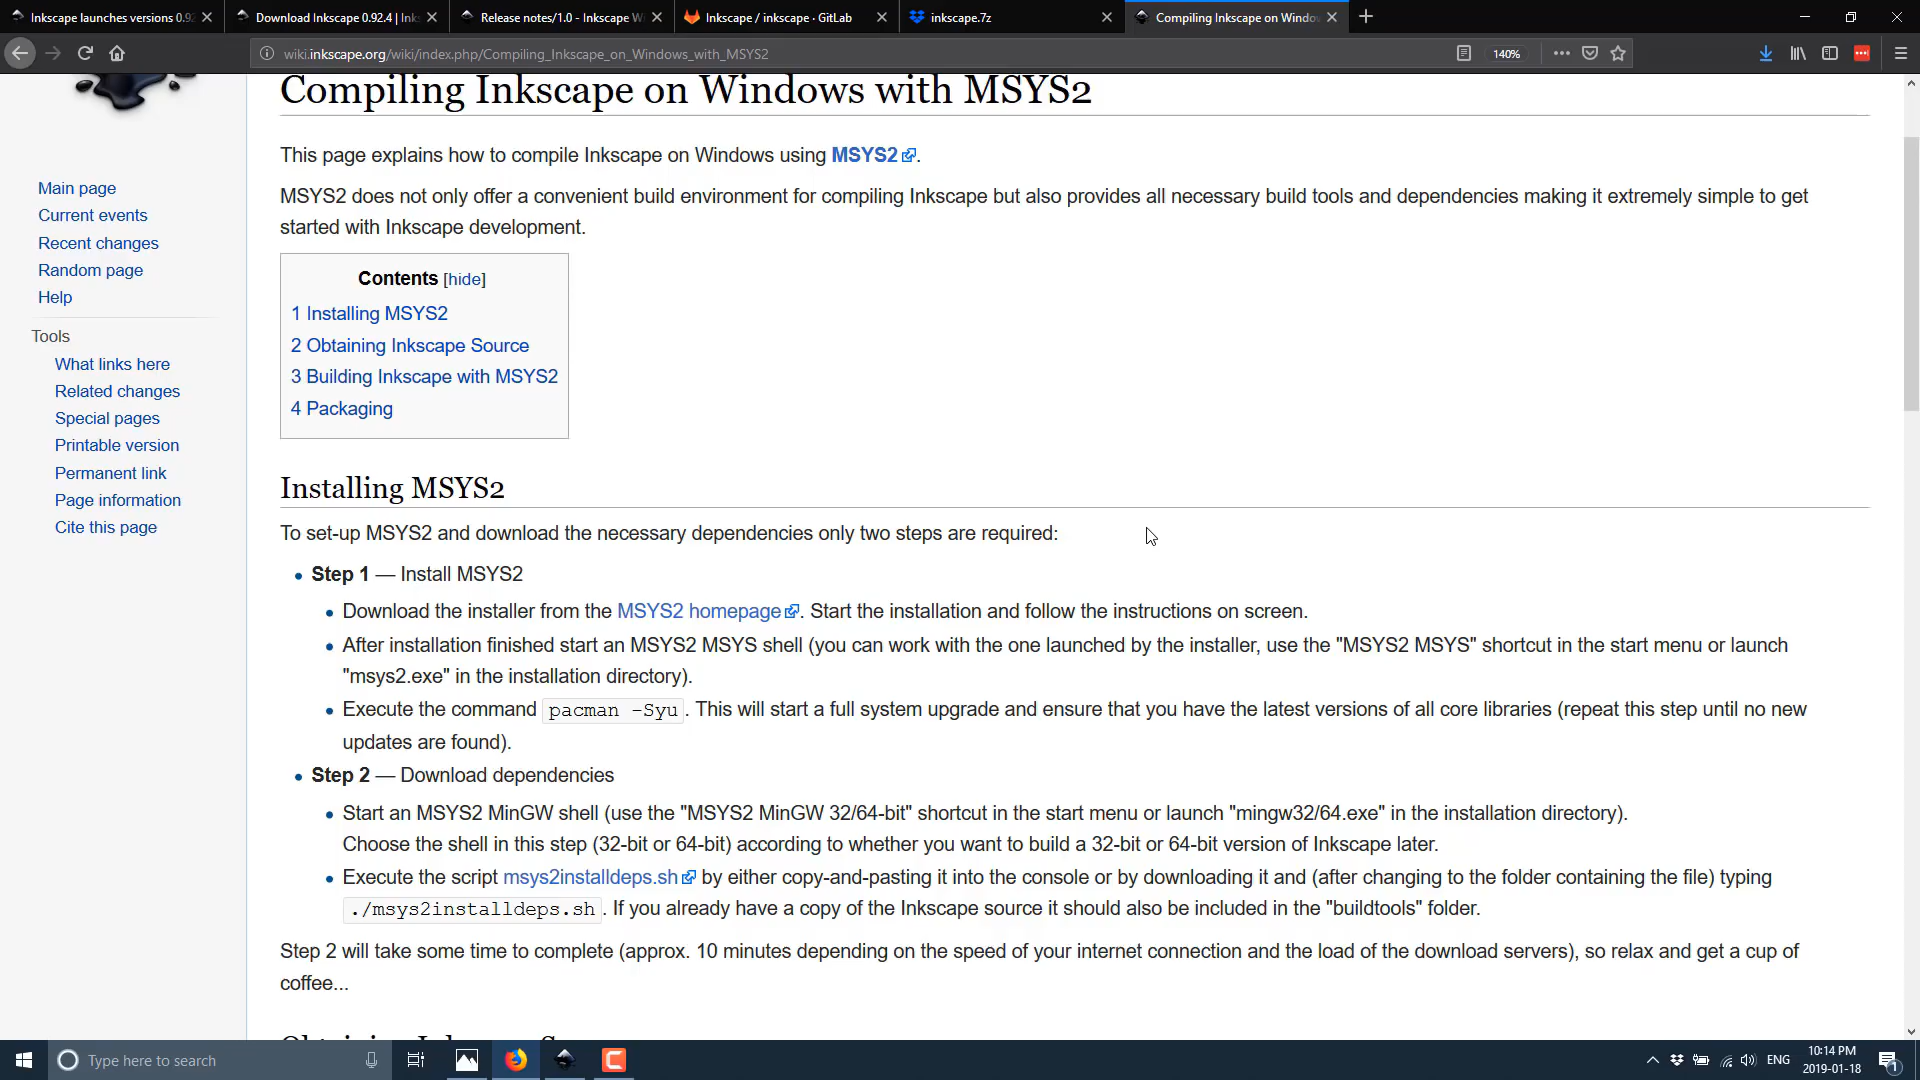 Inkscape launches versions 0.92
Download Inkscape 0.92.4 | Ink
Release notes/1.0 - Inkscape W
Inkscape / inkscape · GitLab
inkscape.7z
Compiling Inkscape on Windo
wiki.inkscape.org/wiki/index.php/Compiling_Inkscape_on_Windows_with_MSYS2
140%
Compiling Inkscape on Windows with MSYS2
This page explains how to compile Inkscape on Windows using MSYS2.
MSYS2 does not only offer a convenient build environment for compiling Inkscape but also provides all necessary build tools and dependencies making it extremely simple to get
started with Inkscape development.
Contents [hide]
1 Installing MSYS2
2 Obtaining Inkscape Source
3 Building Inkscape with MSYS2
4 Packaging
Main page
Current events
Recent changes
Random page
Help
Tools
What links here
Related changes
Special pages
Printable version
Permanent link
Page information
Cite this page
Installing MSYS2
To set-up MSYS2 and download the necessary dependencies only two steps are required:
Step 1 — Install MSYS2
Download the installer from the MSYS2 homepage. Start the installation and follow the instructions on screen.
After installation finished start an MSYS2 MSYS shell (you can work with the one launched by the installer, use the "MSYS2 MSYS" shortcut in the start menu or launch
"msys2.exe" in the installation directory).
Execute the command pacman -Syu. This will start a full system upgrade and ensure that you have the latest versions of all core libraries (repeat this step until no new
updates are found).
Step 2 — Download dependencies
Start an MSYS2 MinGW shell (use the "MSYS2 MinGW 32/64-bit" shortcut in the start menu or launch "mingw32/64.exe" in the installation directory).
Choose the shell in this step (32-bit or 64-bit) according to whether you want to build a 32-bit or 64-bit version of Inkscape later.
Execute the script msys2installdeps.sh by either copy-and-pasting it into the console or by downloading it and (after changing to the folder containing the file) typing
./msys2installdeps.sh. If you already have a copy of the Inkscape source it should also be included in the "buildtools" folder.
Step 2 will take some time to complete (approx. 10 minutes depending on the speed of your internet connection and the load of the download servers), so relax and get a cup of
coffee...
Type here to search
ENG
10:14 PM
2019-01-18
1